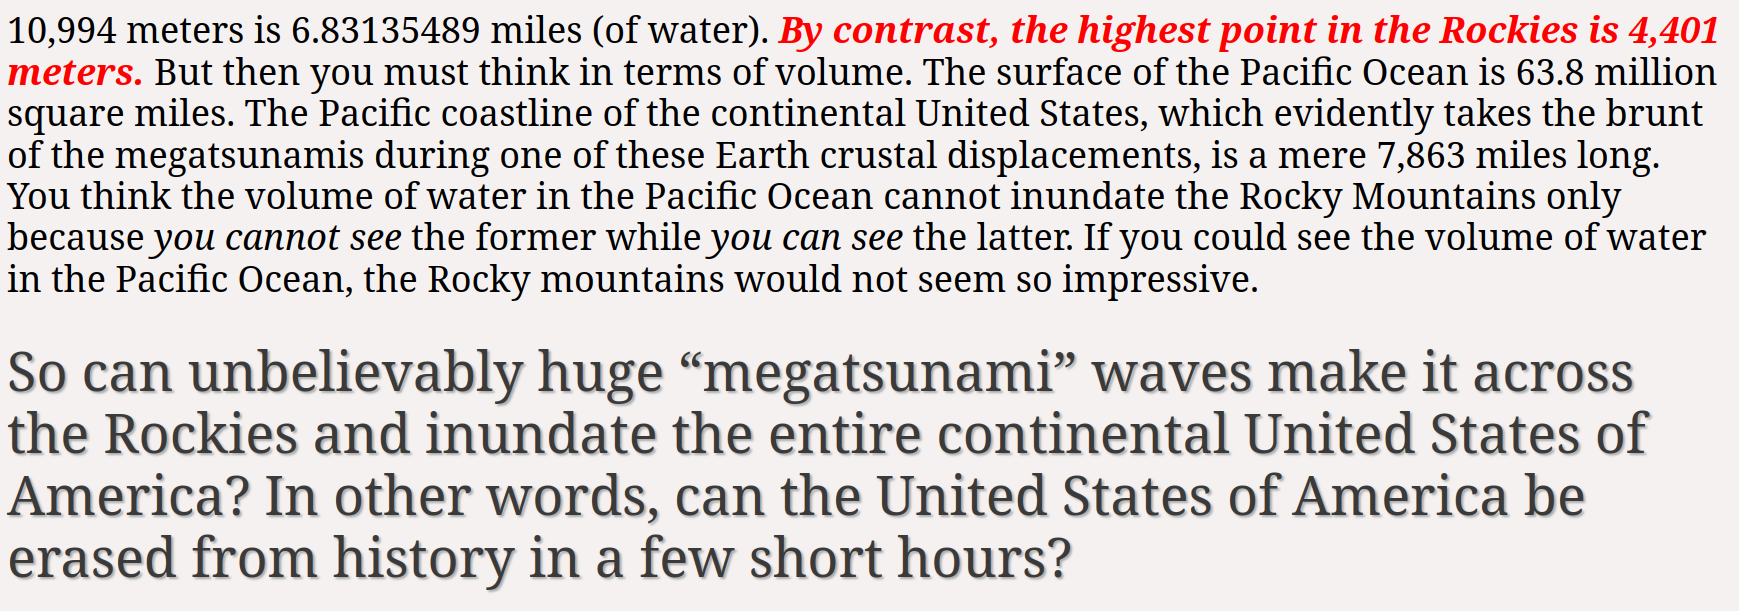 10,994 meters is 6.83135489 miles (of water). By contrast, the highest point in the Rockies is 4,401
meters. But then you must think in terms of volume. The surface of the Pacific Ocean is 63.8 million
square miles. The Pacific coastline of the continental United States, which evidently takes the brunt
of the megatsunamis during one of these Earth crustal displacements, is a mere 7,863 miles long.
You think the volume of water in the Pacific Ocean cannot inundate the Rocky Mountains only
because you cannot see the former while you can see the latter. If you could see the volume of water
in the Pacific Ocean, the Rocky mountains would not seem so impressive.
So can unbelievably huge “megatsunami” waves make it across
the Rockies and inundate the entire continental United States of
America? In other words, can the United States of America be
erased from history in a few short hours?